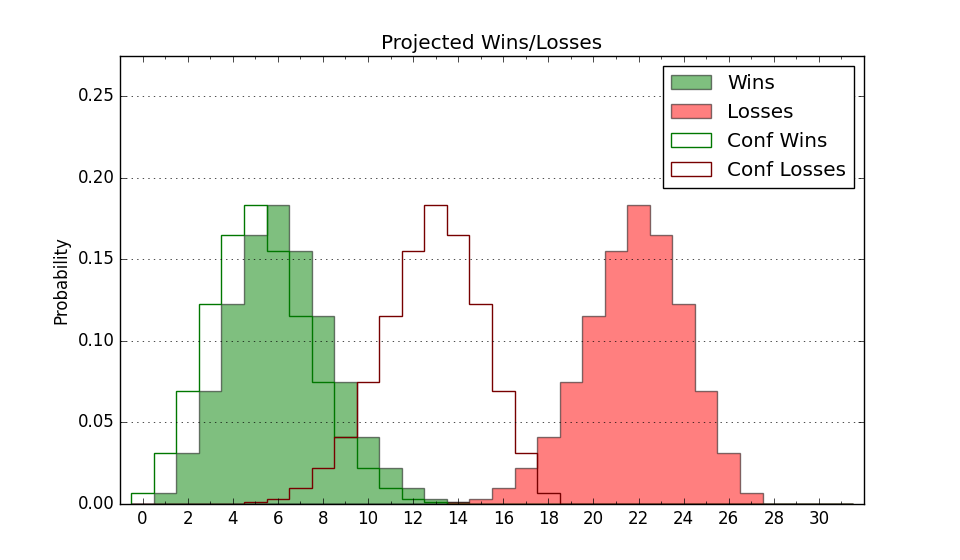 Projected Wins/Losses
Probability
0.25
0.20
0.15
0.10
0.05
0.00
0 2 4 6 8 10 12 14 16 18 20 22 24 26 28 30
Wins
Losses
Conf Wins
Conf Losses